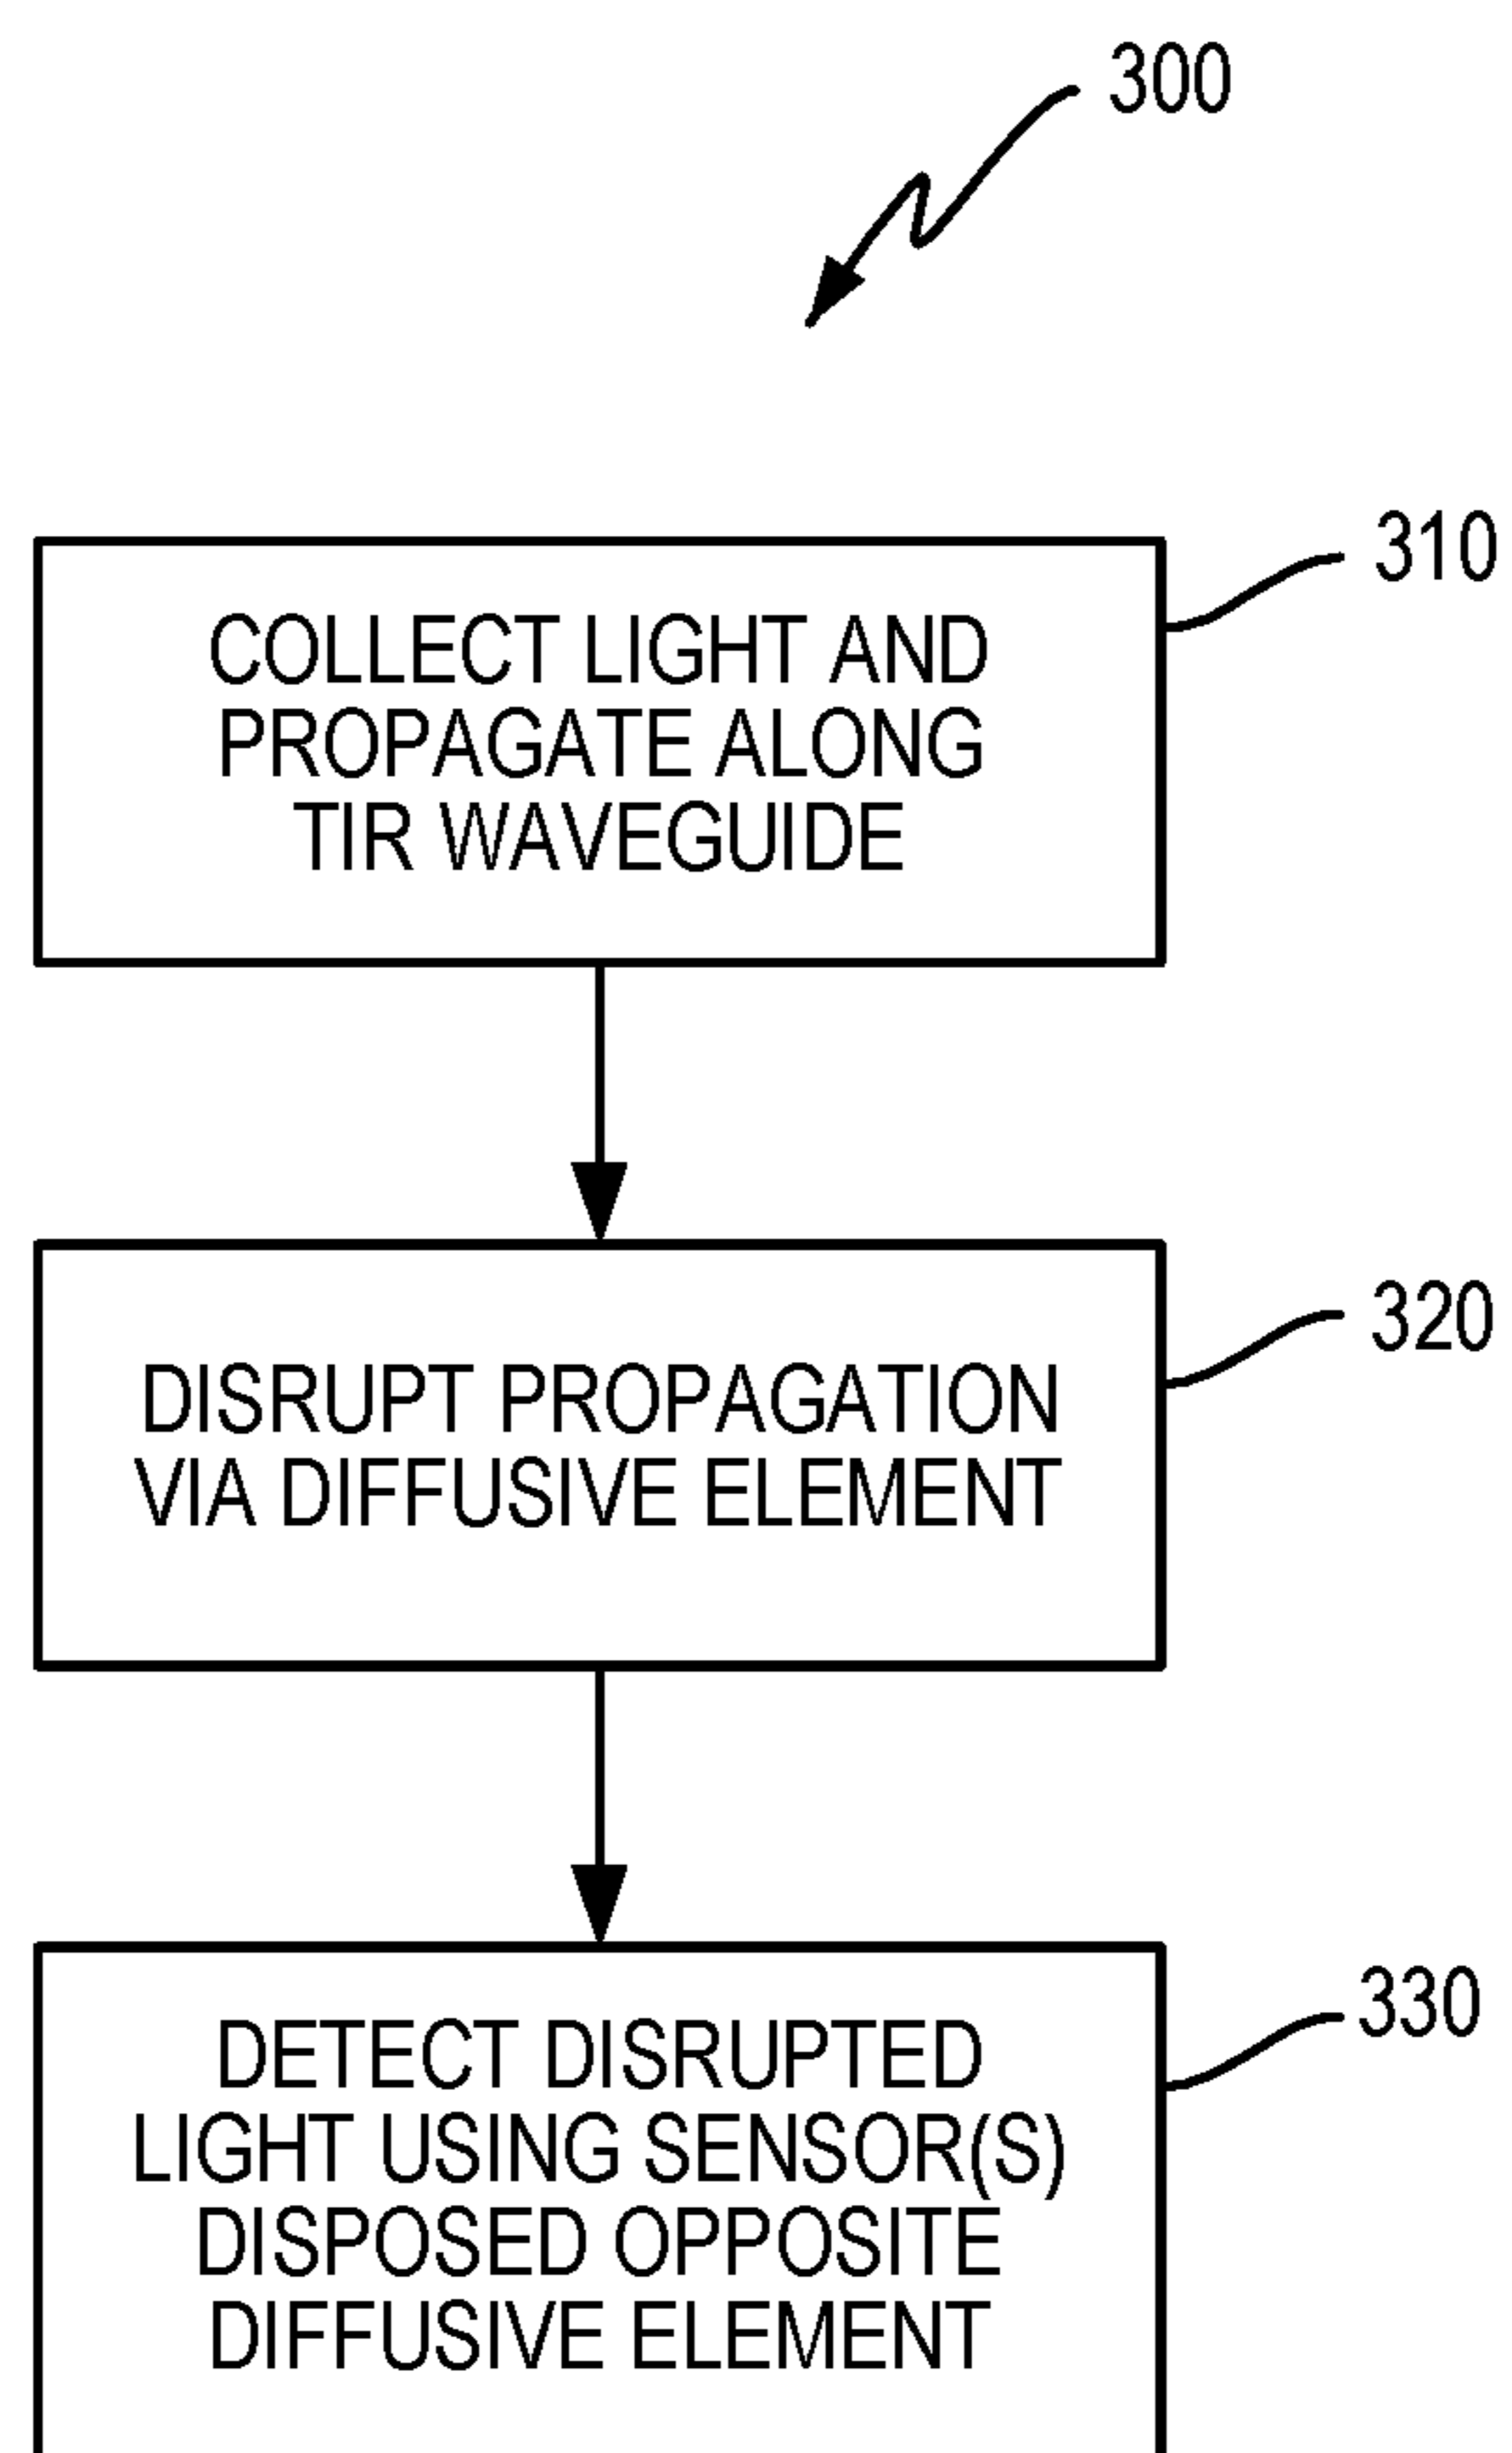 300
310
COLLECT LIGHT AND
PROPAGATE ALONG
TIR WAVEGUIDE
320
DISRUPT PROPAGATION
VIA DIFFUSIVE ELEMENT
330
DETECT DISRUPTED
LIGHT USING SENSOR(S)
DISPOSED OPPOSITE
DIFFUSIVE ELEMENT